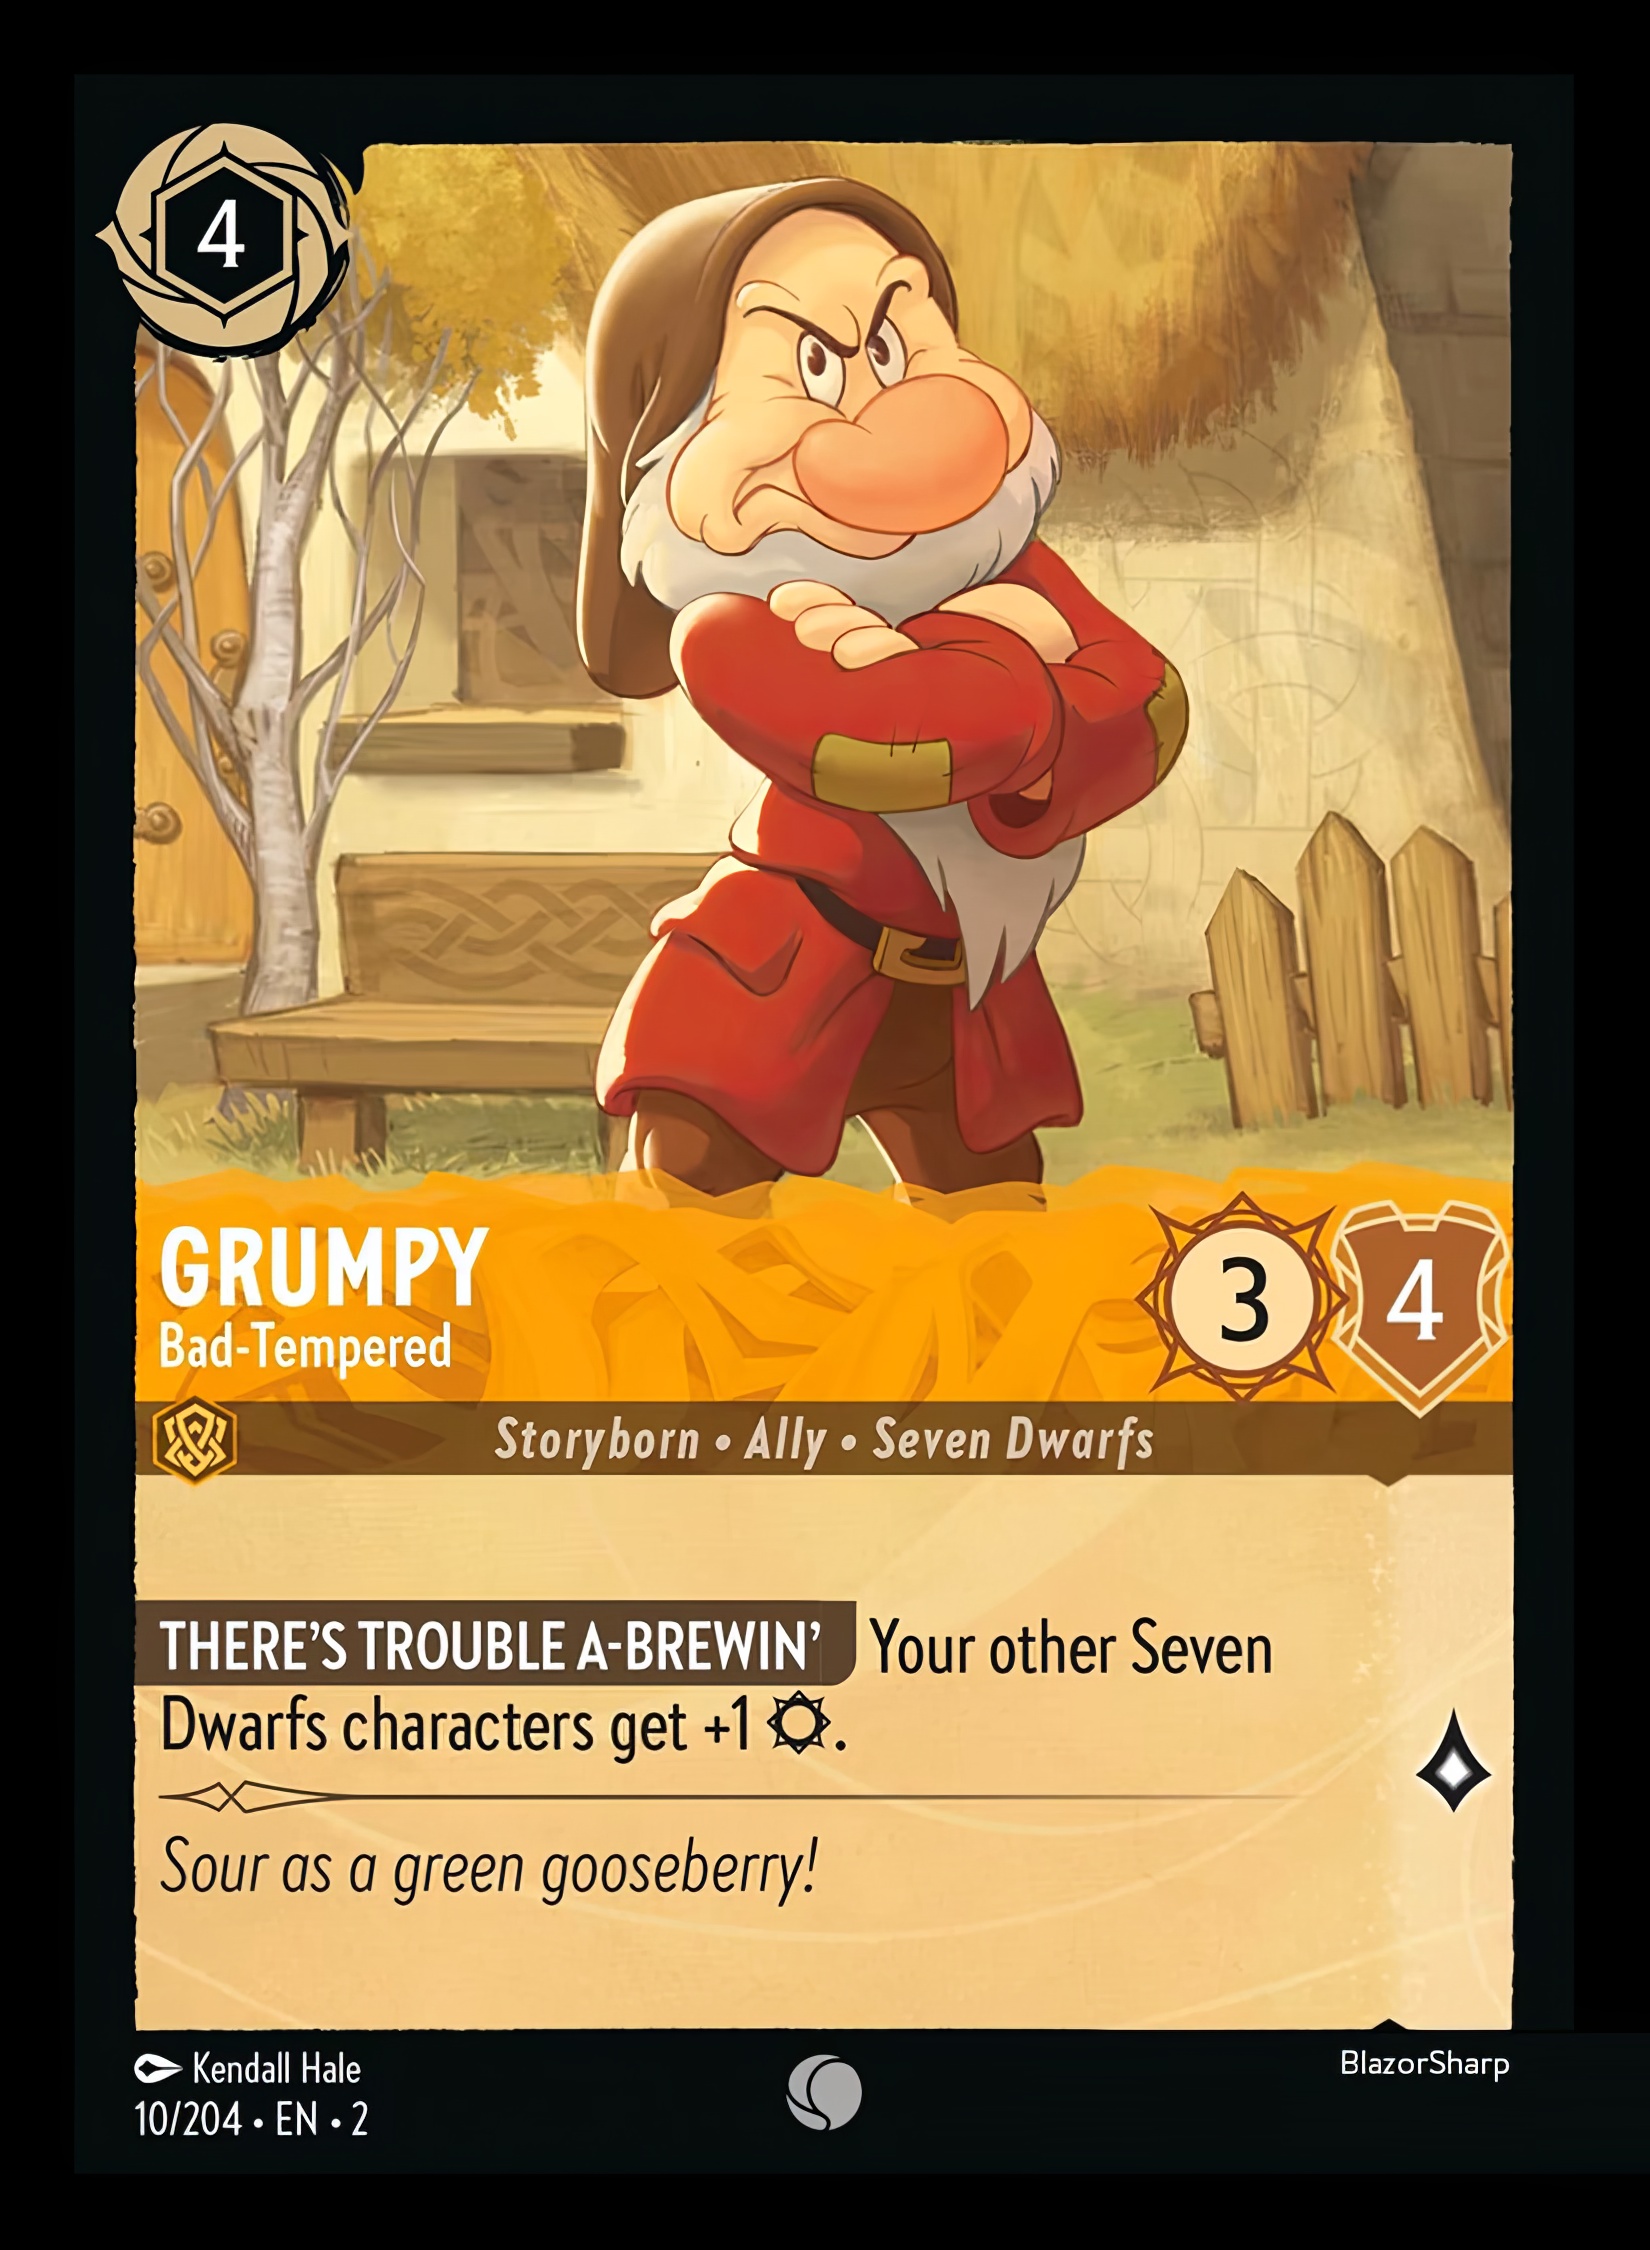 4
GRUMPY
Bad-Tempered
3
4
Storyborn • Ally • Seven Dwarfs
THERE’S TROUBLE A-BREWIN’ Your other Seven
Dwarfs characters get +1 .
Sour as a green gooseberry!
Kendall Hale
BlazorSharp
10/204 • EN • 2